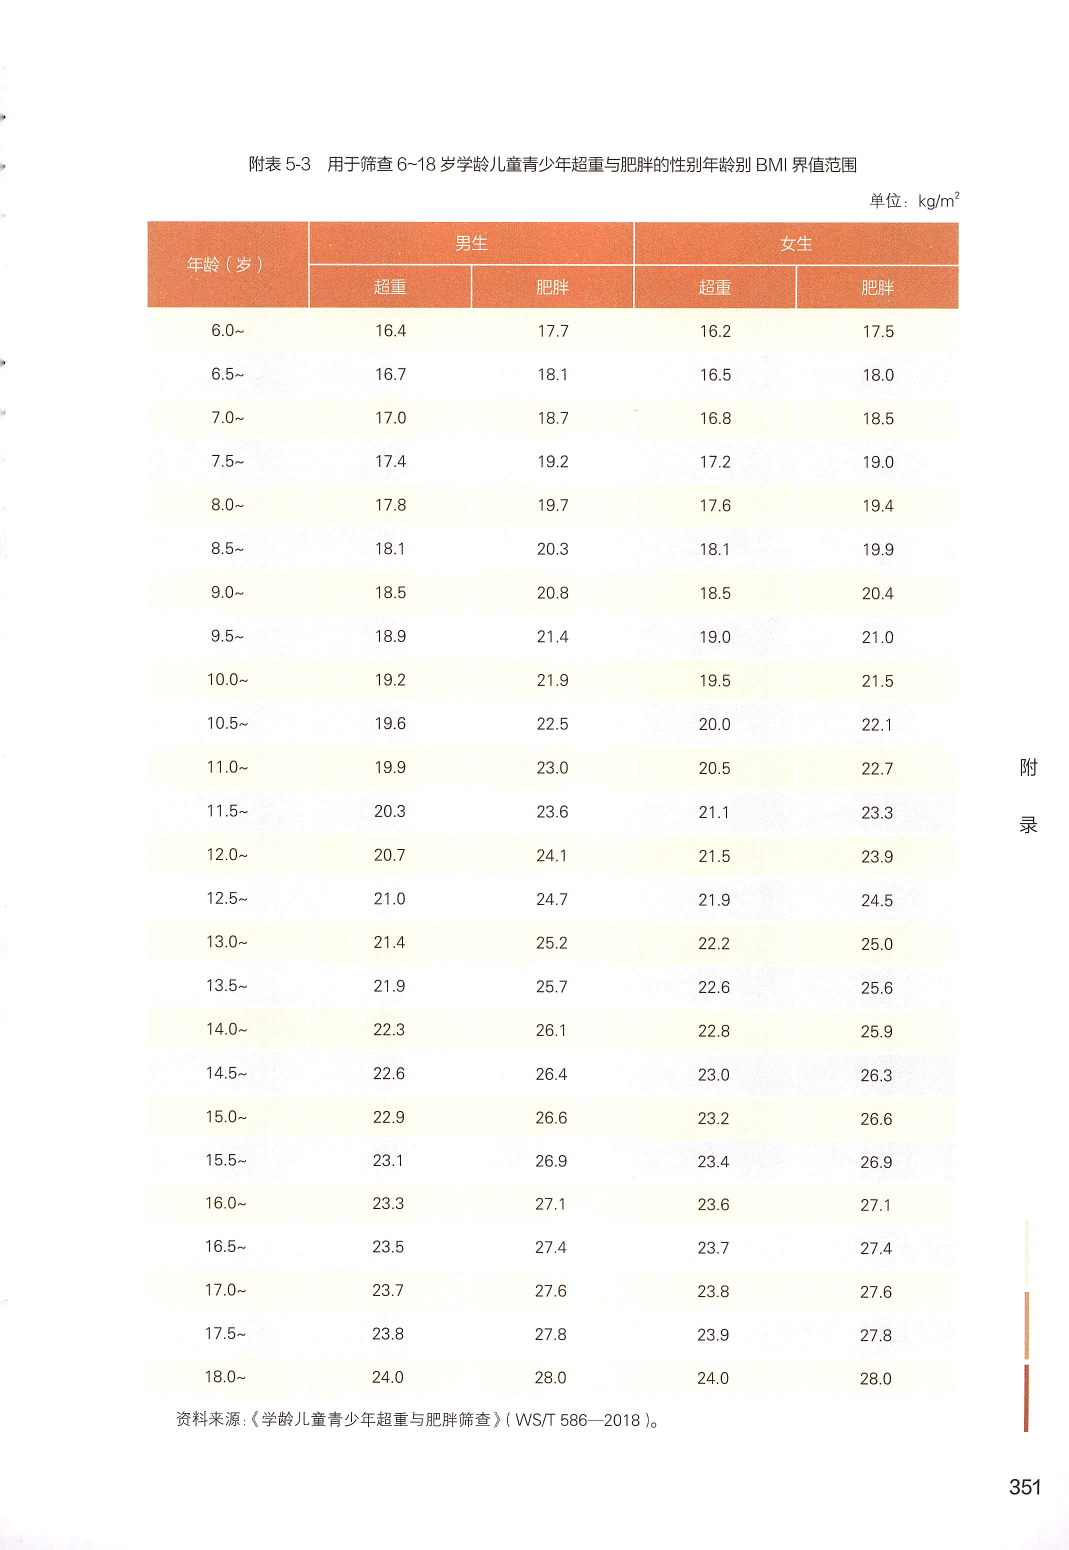 附表 5-3　用于筛查 6~18 岁学龄儿童青少年超重与肥胖的性别年龄别 BMI 界值范围
单位：kg/m²
年龄（岁） 男生 女生
超重 肥胖 超重 肥胖
6.0~ 16.4 17.7 16.2 17.5
6.5~ 16.7 18.1 16.5 18.0
7.0~ 17.0 18.7 16.8 18.5
7.5~ 17.4 19.2 17.2 19.0
8.0~ 17.8 19.7 17.6 19.4
8.5~ 18.1 20.3 18.1 19.9
9.0~ 18.5 20.8 18.5 20.4
9.5~ 18.9 21.4 19.0 21.0
10.0~ 19.2 21.9 19.5 21.5
10.5~ 19.6 22.5 20.0 22.1
11.0~ 19.9 23.0 20.5 22.7
11.5~ 20.3 23.6 21.1 23.3
12.0~ 20.7 24.1 21.5 23.9
12.5~ 21.0 24.7 21.9 24.5
13.0~ 21.4 25.2 22.2 25.0
13.5~ 21.9 25.7 22.6 25.6
14.0~ 22.3 26.1 22.8 25.9
14.5~ 22.6 26.4 23.0 26.3
15.0~ 22.9 26.6 23.2 26.6
15.5~ 23.1 26.9 23.4 26.9
16.0~ 23.3 27.1 23.6 27.1
16.5~ 23.5 27.4 23.7 27.4
17.0~ 23.7 27.6 23.8 27.6
17.5~ 23.8 27.8 23.9 27.8
18.0~ 24.0 28.0 24.0 28.0
资料来源：《学龄儿童青少年超重与肥胖筛查》（WS/T 586—2018）。
附
录
351